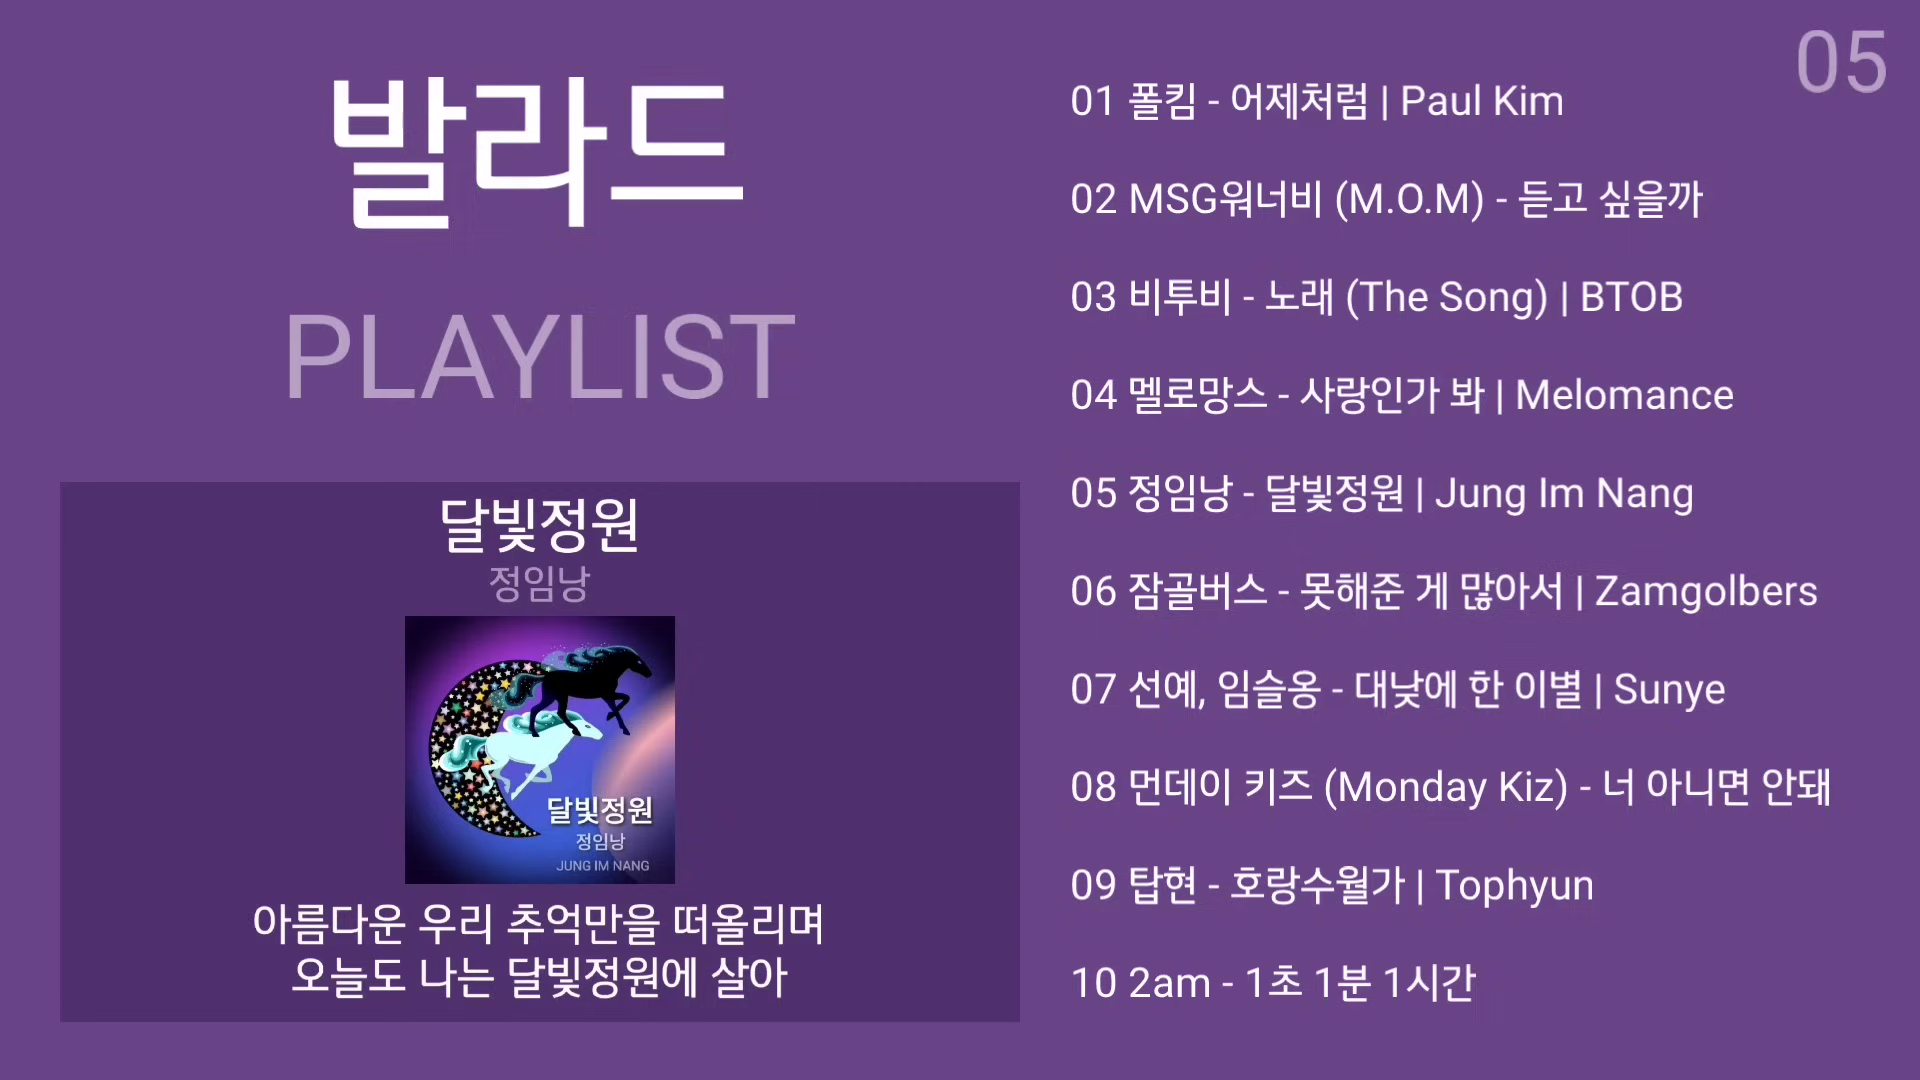 발라드
PLAYLIST
달빛정원
정임낭
달빛정원
정임낭
JUNG IM NANG
아름다운 우리 추억만을 떠올리며
오늘도 나는 달빛정원에 살아
05
01 폴킴 - 어제처럼 | Paul Kim
02 MSG워너비 (M.O.M) - 듣고 싶을까
03 비투비 - 노래 (The Song) | BTOB
04 멜로망스 - 사랑인가 봐 | Melomance
05 정임낭 - 달빛정원 | Jung Im Nang
06 잠골버스 - 못해준 게 많아서 | Zamgolbers
07 선예, 임슬옹 - 대낮에 한 이별 | Sunye
08 먼데이 키즈 (Monday Kiz) - 너 아니면 안돼
09 탑현 - 호랑수월가 | Tophyun
10 2am - 1초 1분 1시간